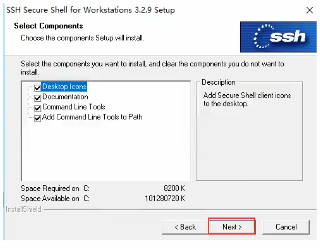 SSH Secure Shell for Workstations 3.2.9 Setup
Select Components
Choose the components Setup will install.
ssh
Select the components you want to install, and clear the components you do not want to
install.
Desktop Icons
Documentation
Command Line Tools
Add Command Line Tools to Path
Description
Add Secure Shell client icons
to the desktop.
Space Required on C: 8200 K
Space Available on C: 101280720 K
InstallShield
< Back
Next >
Cancel